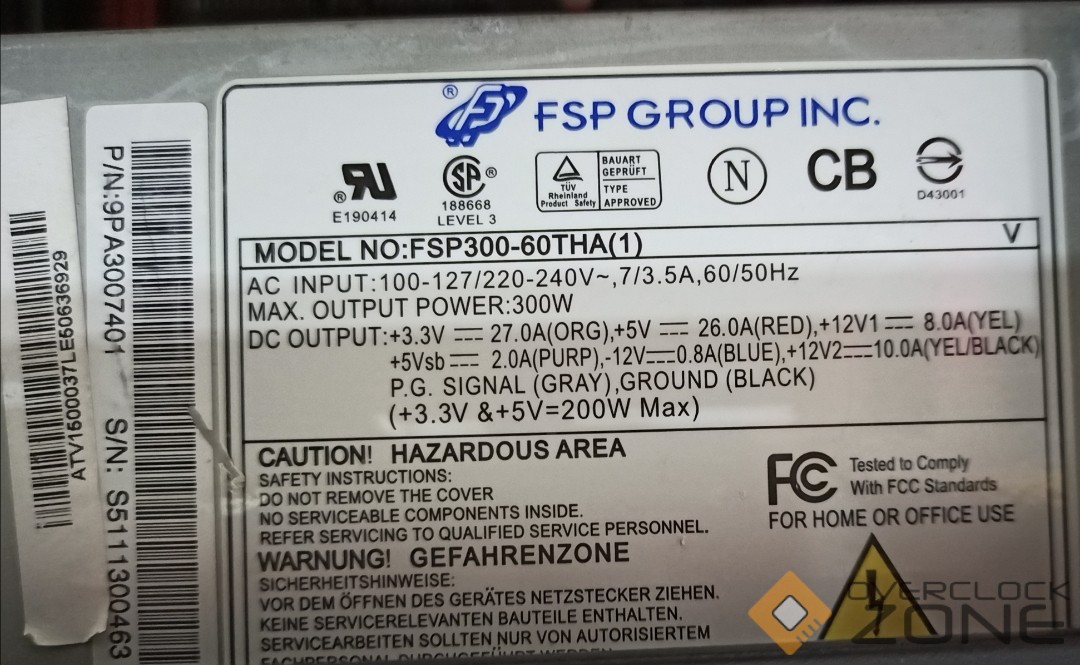 FSP GROUP INC.
®
RU
®
E190414
SP
®
188668
LEVEL 3
TÜV
Rheinland
Product Safety
BAUART
GEPRÜFT
TYPE
APPROVED
N
CB
D43001
MODEL NO:FSP300-60THA(1) V
AC INPUT:100-127/220-240V~,7/3.5A,60/50Hz
MAX. OUTPUT POWER:300W
DC OUTPUT:+3.3V ⎓ 27.0A(ORG),+5V ⎓ 26.0A(RED),+12V1 ⎓ 8.0A(YEL)
+5Vsb ⎓ 2.0A(PURP),-12V⎓0.8A(BLUE),+12V2⎓10.0A(YEL/BLACK)
P.G. SIGNAL (GRAY),GROUND (BLACK)
(+3.3V &+5V=200W Max)
CAUTION! HAZARDOUS AREA
SAFETY INSTRUCTIONS:
DO NOT REMOVE THE COVER
NO SERVICEABLE COMPONENTS INSIDE.
REFER SERVICING TO QUALIFIED SERVICE PERSONNEL.
WARNUNG! GEFAHRENZONE
SICHERHEITSHINWEISE:
VOR DEM ÖFFNEN DES GERÄTES NETZSTECKER ZIEHEN.
KEINE SERVICERELEVANTEN BAUTEILE ENTHALTEN.
SERVICEARBEITEN SOLLTEN NUR VON AUTORISIERTEM
FACHPERSONAL DURCHGEFÜHRT WERDEN
FC
Tested to Comply
With FCC Standards
FOR HOME OR OFFICE USE
P/N:9PA3007401 S/N: S5111300463
ATV1500037LE60636929
OVERCLOCK
ZONE